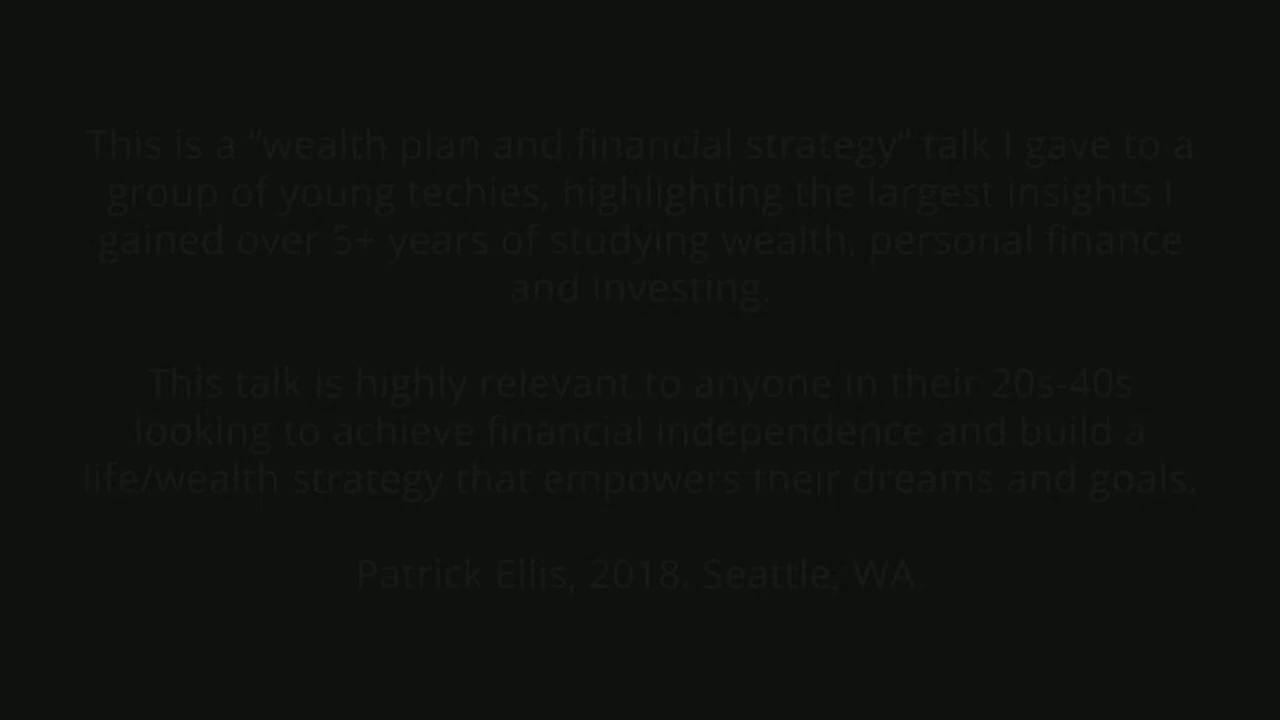 This is a “wealth plan and financial strategy” talk I gave to a
group of young techies, highlighting the largest insights I
gained over 5+ years of studying wealth, personal finance
and investing.
This talk is highly relevant to anyone in their 20s-40s
looking to achieve financial independence and build a
life/wealth strategy that empowers their dreams and goals.
Patrick Ellis, 2018. Seattle, WA.